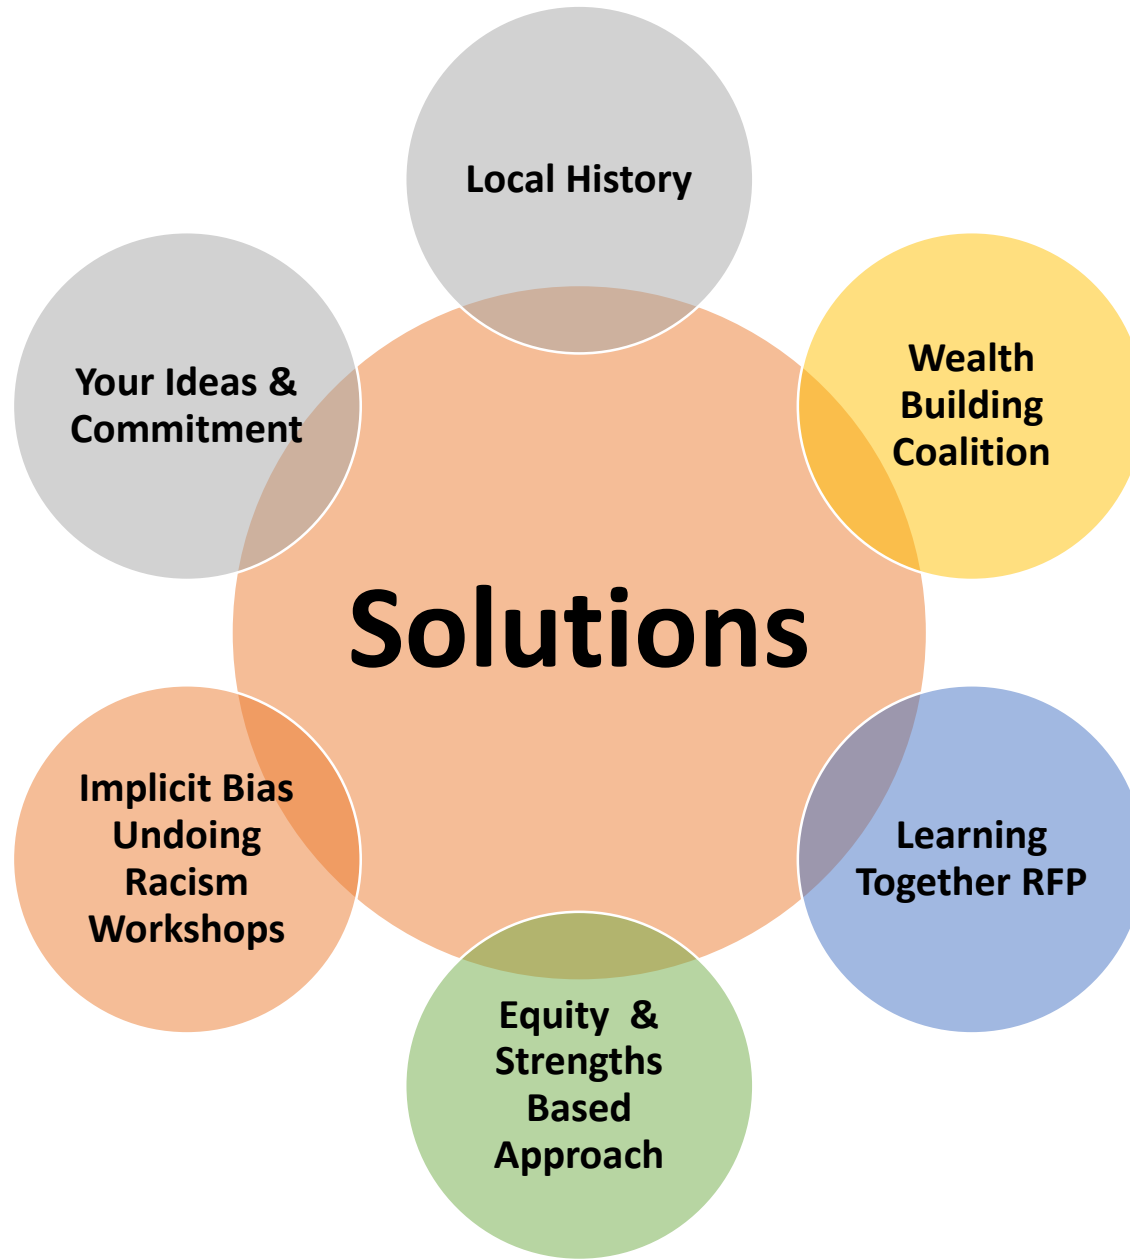 Local History
Wealth
Building
Coalition
Learning
Together RFP
Equity  &
Strengths
Based
Approach
Implicit Bias
Undoing
Racism
Workshops
Your Ideas &
Commitment
Solutions